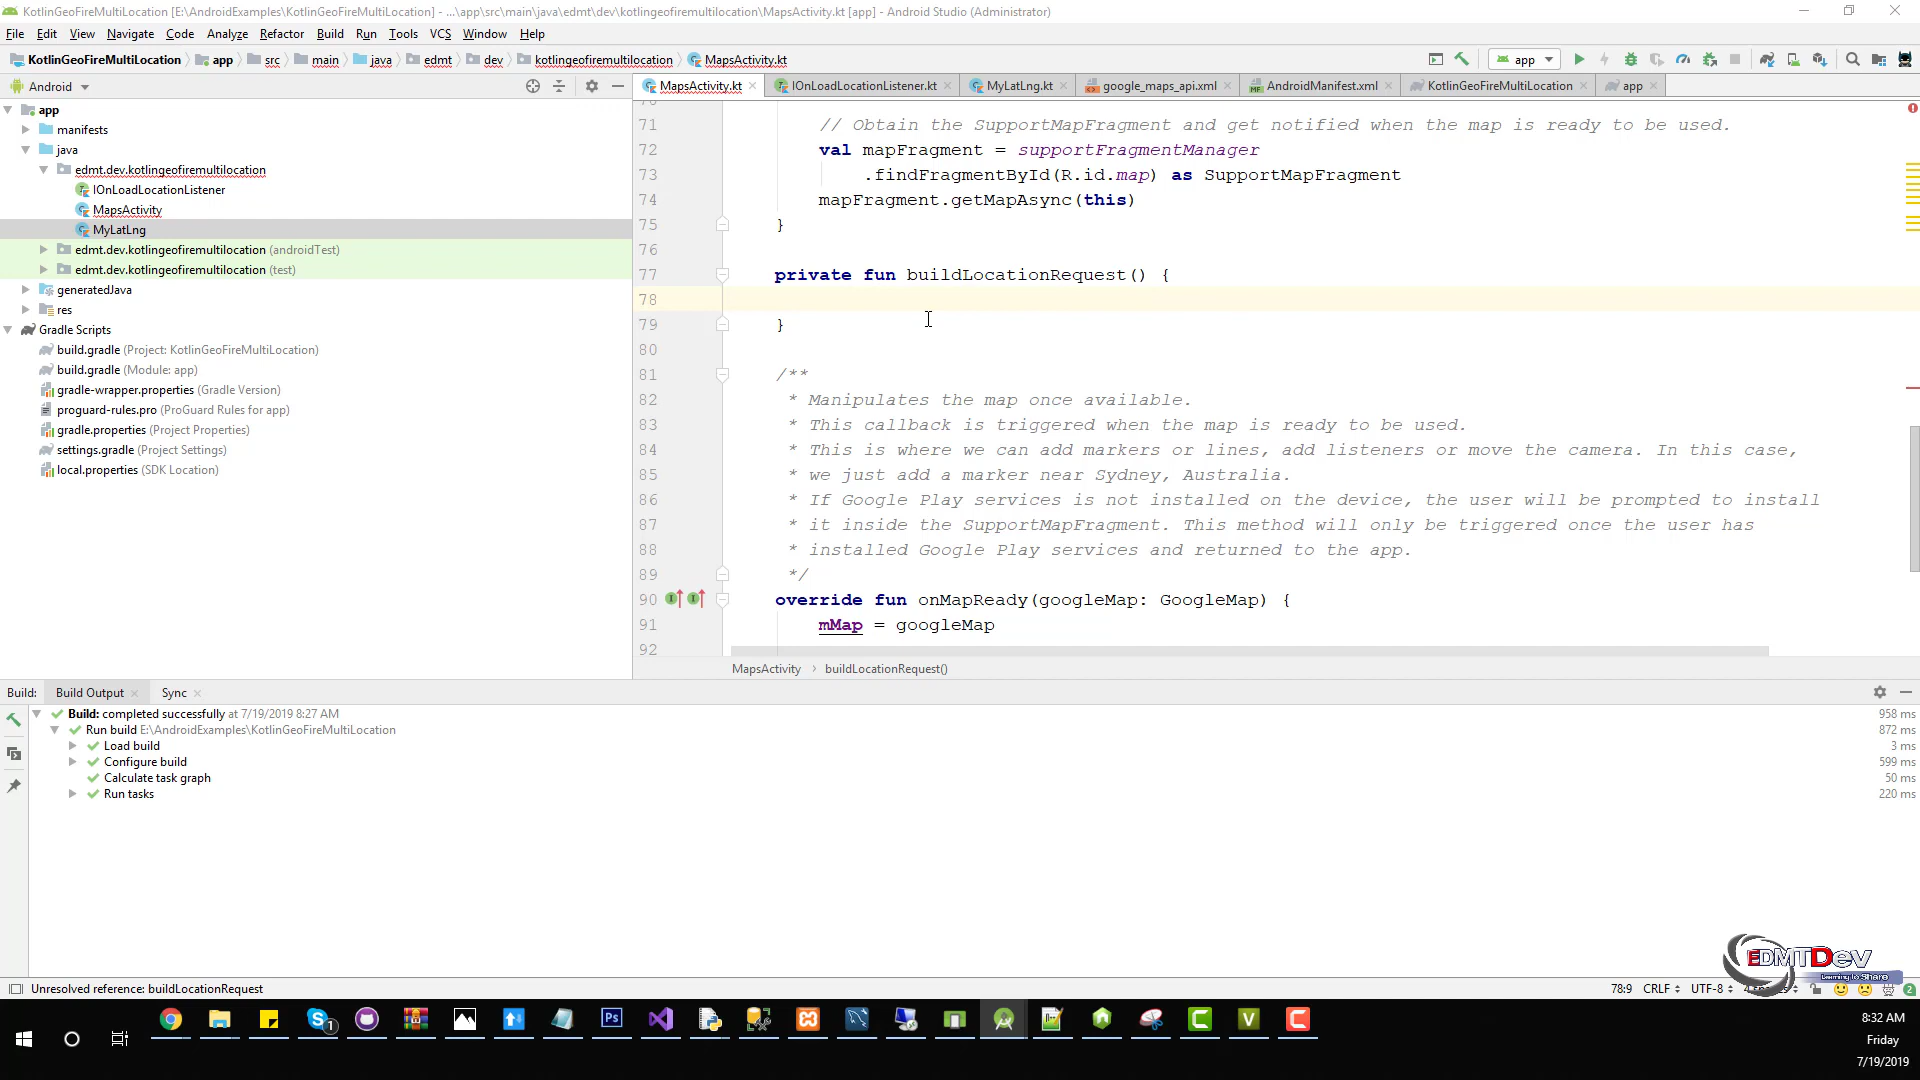 KotlinGeoFireMultiLocation [E:\AndroidExamples\KotlinGeoFireMultiLocation] - ...\app\src\main\java\edmt\dev\kotlingeofiremultilocation\MapsActivity.kt [app] - Android Studio (Administrator)
File Edit View Navigate Code Analyze Refactor Build Run Tools VCS Window Help
KotlinGeoFireMultiLocation app src main java edmt dev kotlingeofiremultilocation MapsActivity.kt
app
Android
MapsActivity.kt IOnLoadLocationListener.kt MyLatLng.kt google_maps_api.xml AndroidManifest.xml KotlinGeoFireMultiLocation app
app
manifests
java
edmt.dev.kotlingeofiremultilocation
IOnLoadLocationListener
MapsActivity
MyLatLng
edmt.dev.kotlingeofiremultilocation (androidTest)
edmt.dev.kotlingeofiremultilocation (test)
generatedJava
res
Gradle Scripts
build.gradle (Project: KotlinGeoFireMultiLocation)
build.gradle (Module: app)
gradle-wrapper.properties (Gradle Version)
proguard-rules.pro (ProGuard Rules for app)
gradle.properties (Project Properties)
settings.gradle (Project Settings)
local.properties (SDK Location)
71 // Obtain the SupportMapFragment and get notified when the map is ready to be used.
72 val mapFragment = supportFragmentManager
73 .findFragmentById(R.id.map) as SupportMapFragment
74 mapFragment.getMapAsync(this)
75 }
76
77 private fun buildLocationRequest() {
78
79 }
80
81 /**
82 * Manipulates the map once available.
83 * This callback is triggered when the map is ready to be used.
84 * This is where we can add markers or lines, add listeners or move the camera. In this case,
85 * we just add a marker near Sydney, Australia.
86 * If Google Play services is not installed on the device, the user will be prompted to install
87 * it inside the SupportMapFragment. This method will only be triggered once the user has
88 * installed Google Play services and returned to the app.
89 */
90 override fun onMapReady(googleMap: GoogleMap) {
91 mMap = googleMap
92
MapsActivity › buildLocationRequest()
Build: Build Output Sync
Build: completed successfully at 7/19/2019 8:27 AM 958 ms
Run build E:\AndroidExamples\KotlinGeoFireMultiLocation 872 ms
Load build 3 ms
Configure build 599 ms
Calculate task graph 50 ms
Run tasks 220 ms
EDMTDev
Learning to Share
Unresolved reference: buildLocationRequest
78:9 CRLF UTF-8
2
1
Ps
V
8:32 AM
Friday
7/19/2019